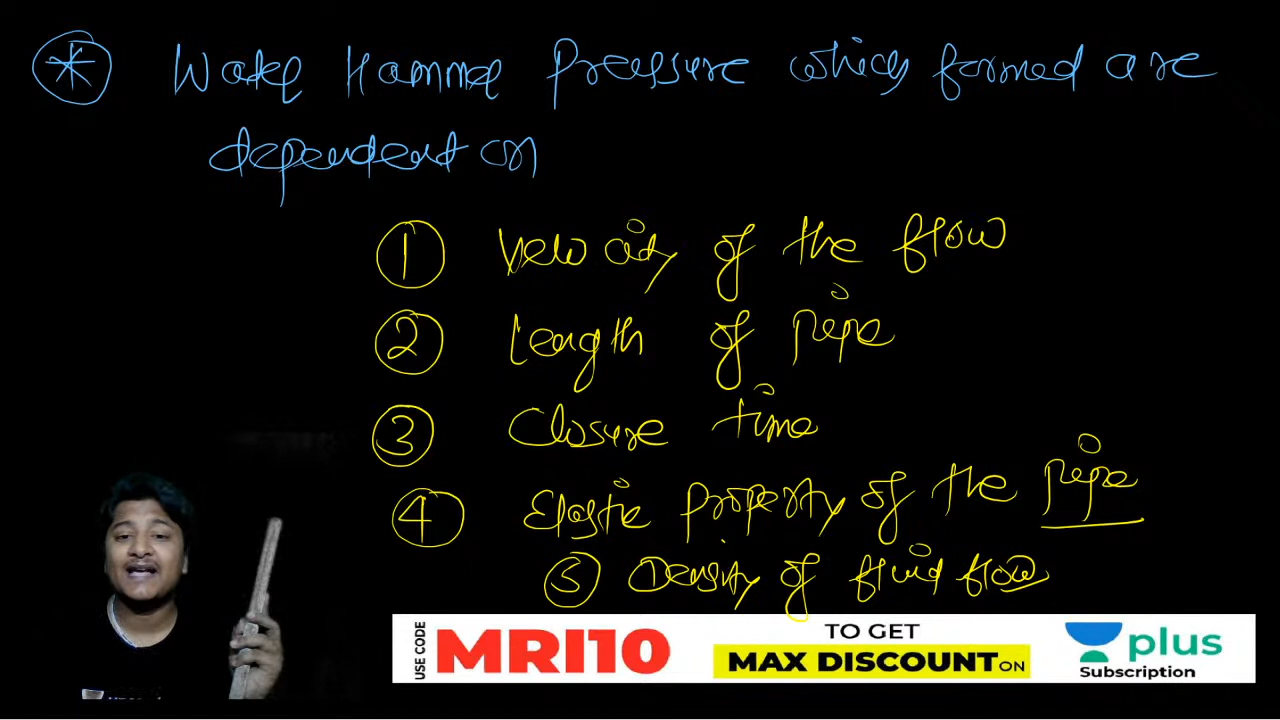 * Water Hammer Pressure which formed are
dependent on
① Velocity of the flow
② Length of Pipe
③ Closure time
④ Elastic property of the pipe
⑤ Density of fluid flow
USE CODE
MRI10
TO GET
MAX DISCOUNT ON
plus
Subscription